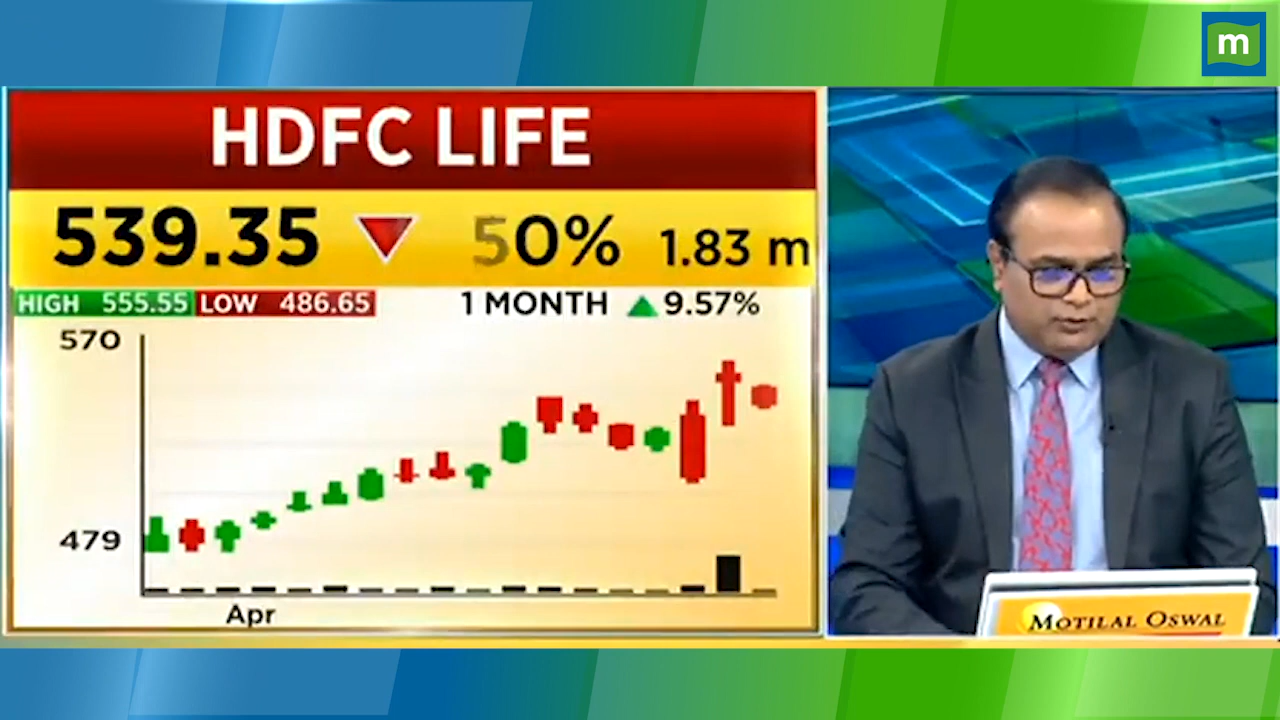 m
HDFC LIFE
539.35 ▼ 50% 1.83 m
HIGH 555.55 LOW 486.65 1 MONTH ▲ 9.57%
570
479
Apr
MOTILAL OSWAL